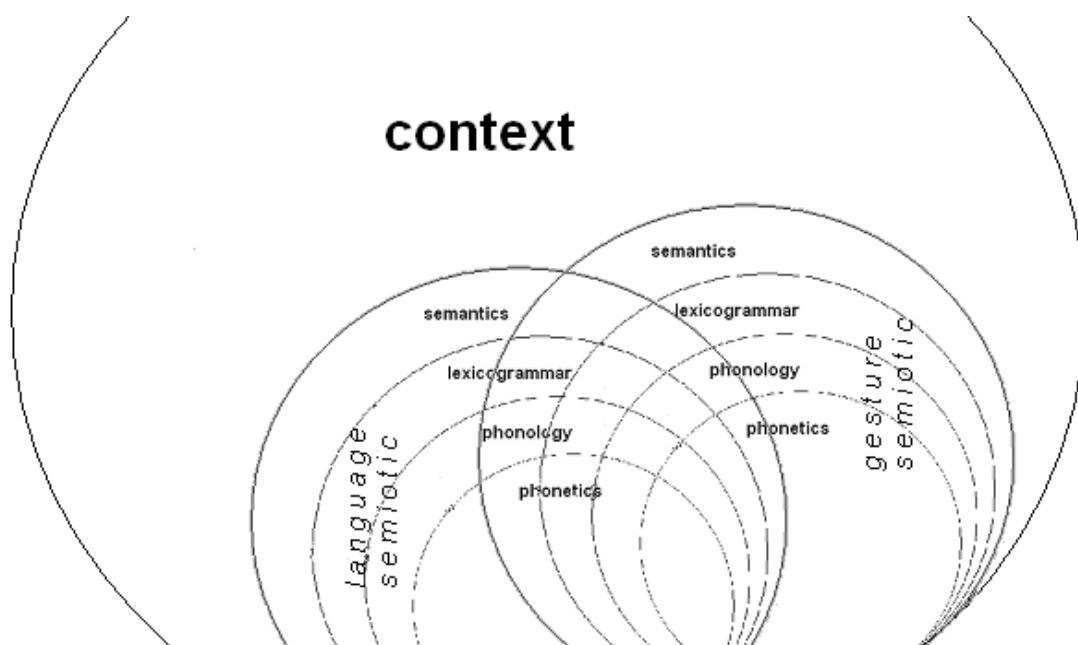 context
semantics
lexicogrammar
phonology
phonetics
gesture
semiotic
semantics
lexicogrammar
phonology
phonetics
language
semiotic